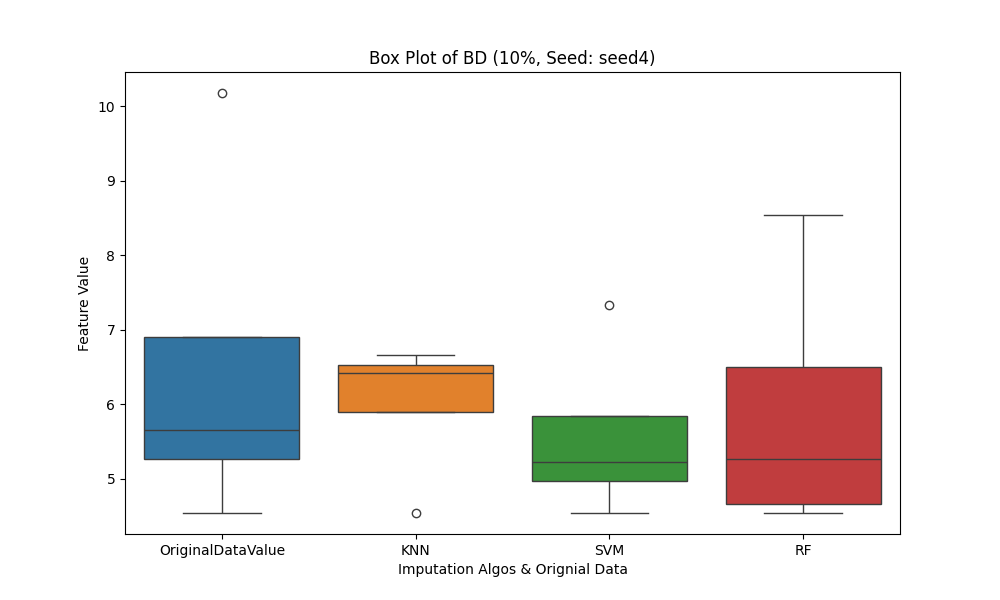 Box Plot of BD (10%, Seed: seed4)
10
9
8
7
6
5
Feature Value
OriginalDataValue KNN SVM RF
Imputation Algos & Orignial Data